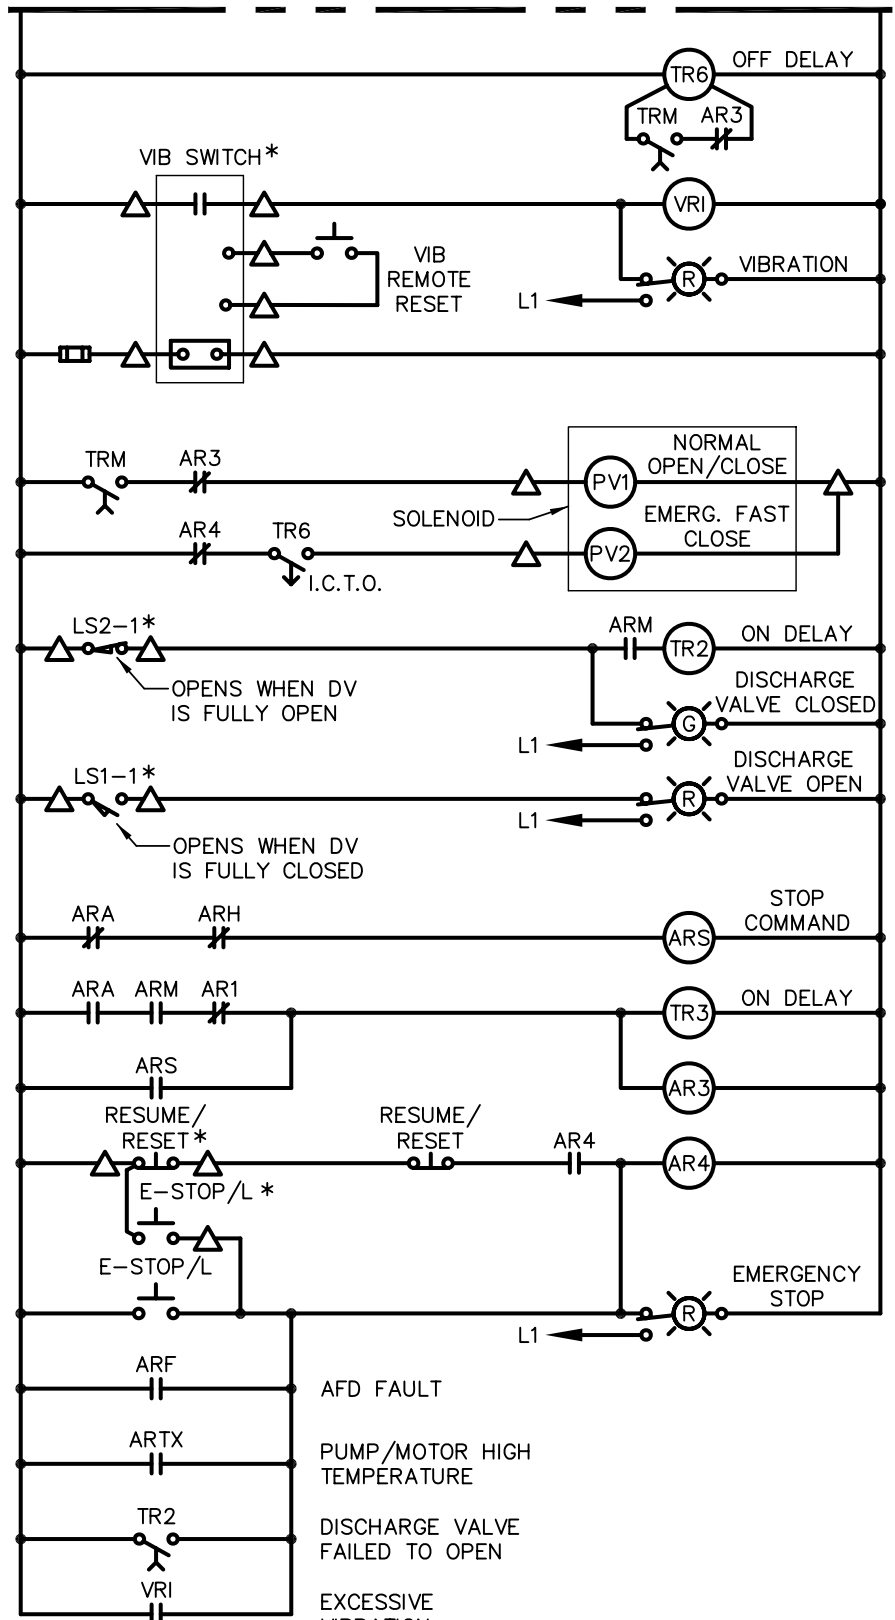 OFF DELAY
TR6
TRM
AR3
VIB SWITCH*
VR1
VIB
REMOTE
RESET
R
VIBRATION
L1
TRM
AR3
NORMAL
OPEN/CLOSE
PV1
SOLENOID
EMERG. FAST
CLOSE
AR4
TR6
PV2
I.C.T.O.
LS2-1*
ARM
TR2
ON DELAY
OPENS WHEN DV
IS FULLY OPEN
DISCHARGE
VALVE CLOSED
G
L1
LS1-1*
DISCHARGE
VALVE OPEN
R
L1
OPENS WHEN DV
IS FULLY CLOSED
ARA
ARH
STOP
COMMAND
ARS
ARA
ARM
AR1
TR3
ON DELAY
ARS
AR3
RESUME/
RESET*
RESUME/
RESET
AR4
AR4
E-STOP/L*
E-STOP/L
EMERGENCY
STOP
R
L1
ARF
AFD FAULT
ARTX
PUMP/MOTOR HIGH
TEMPERATURE
TR2
DISCHARGE VALVE
FAILED TO OPEN
VR1
EXCESSIVE